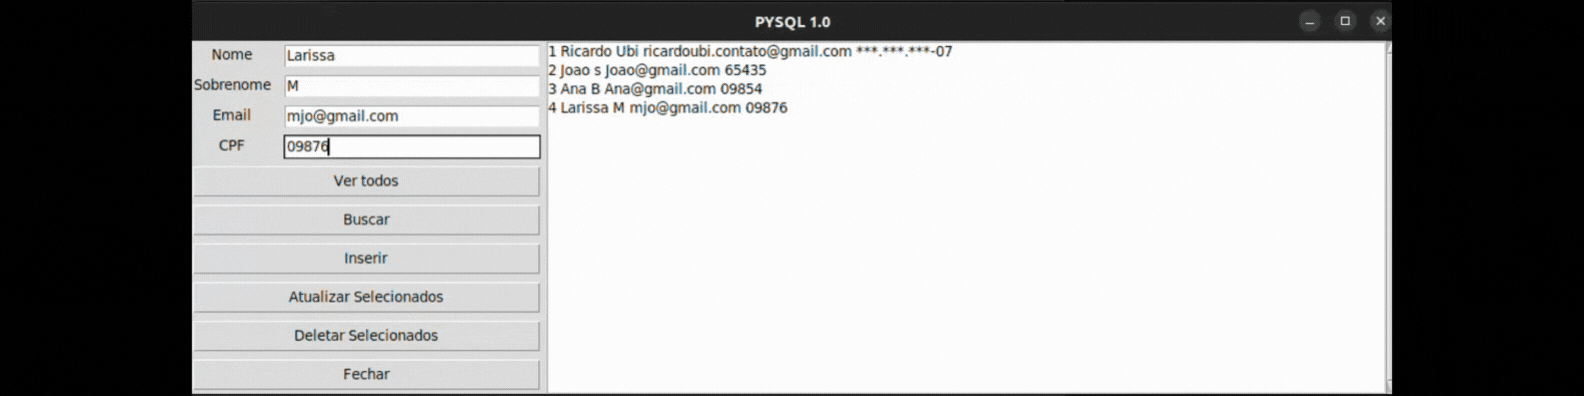 PYSQL 1.0
Nome Larissa
Sobrenome M
Email mjo@gmail.com
CPF 09876
Ver todos
Buscar
Inserir
Atualizar Selecionados
Deletar Selecionados
Fechar
1 Ricardo Ubi ricardoubi.contato@gmail.com ***.***.***-07
2 Joao s Joao@gmail.com 65435
3 Ana B Ana@gmail.com 09854
4 Larissa M mjo@gmail.com 09876